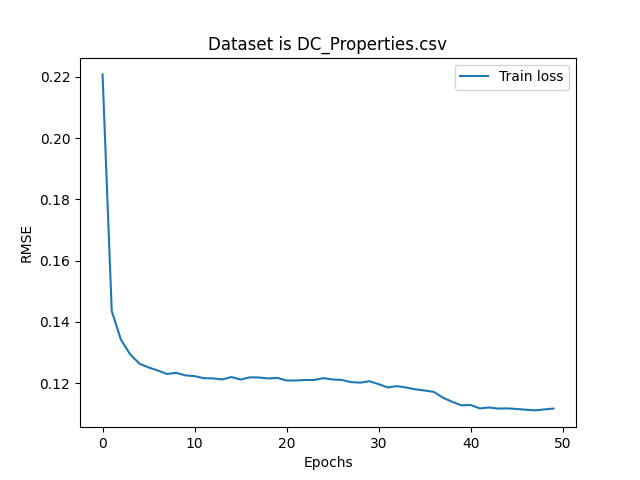 Dataset is DC_Properties.csv
Train loss
0.22
0.20
0.18
0.16
0.14
0.12
RMSE
0 10 20 30 40 50
Epochs